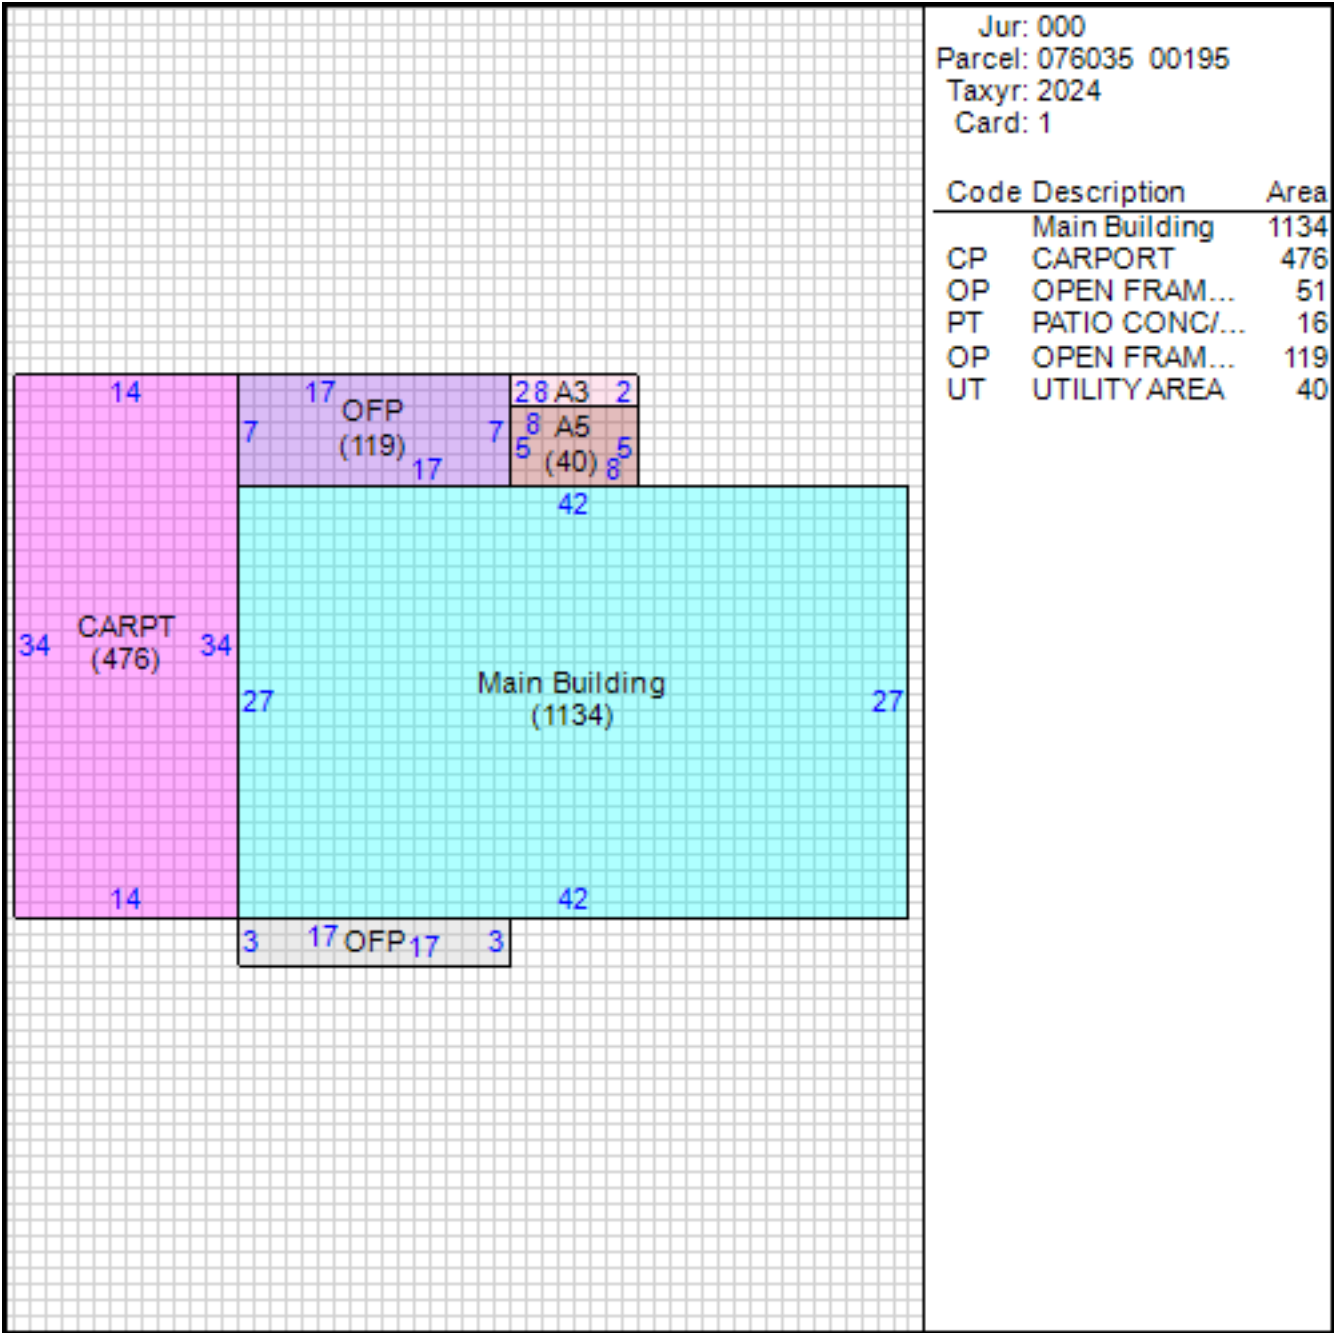 Jur: 000
Parcel: 076035 00195
Taxyr: 2024
Card: 1
Code Description Area
Main Building 1134
CP CARPORT 476
OP OPEN FRAM... 51
PT PATIO CONC/... 16
OP OPEN FRAM... 119
UT UTILITY AREA 40
14 17 28 A3 2
OFP
7 7 8 A5
(119) 5 5
17 (40) 8
42
CARPT
34 34
(476)
Main Building
27 27
(1134)
14 42
3 17 OFP 17 3